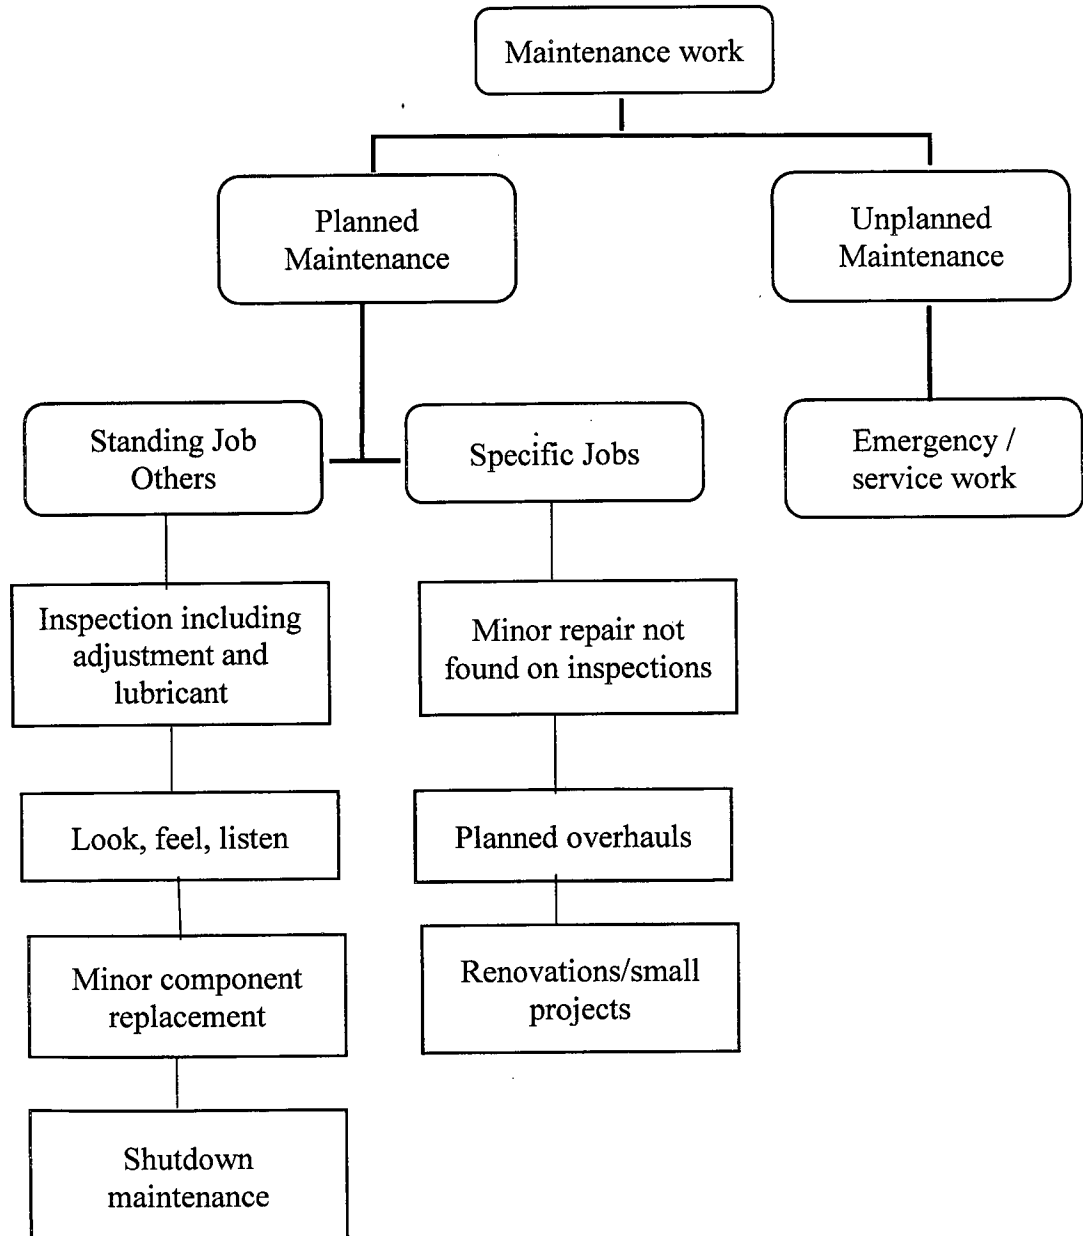 Maintenance work
Planned
Maintenance
Unplanned
Maintenance
Standing Job
Others
Specific Jobs
Emergency /
service work
Inspection including
adjustment and
lubricant
Minor repair not
found on inspections
Look, feel, listen
Planned overhauls
Minor component
replacement
Renovations/small
projects
Shutdown
maintenance